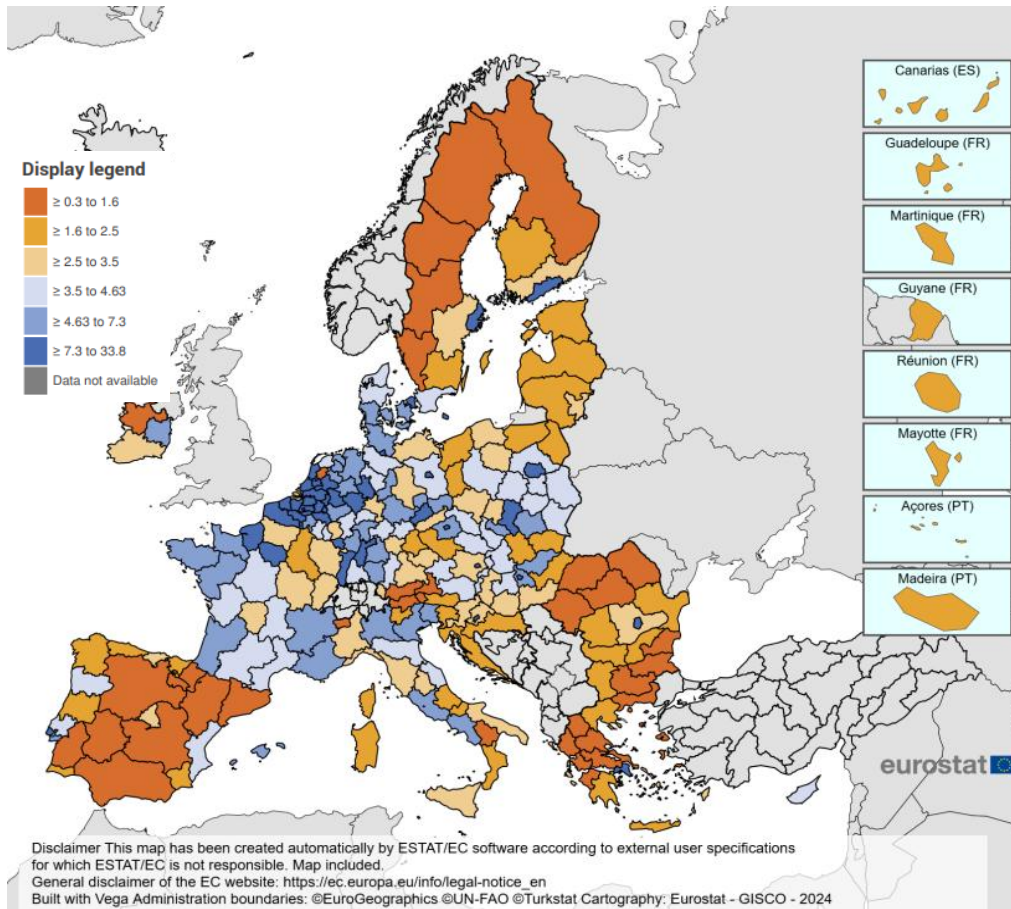 Canarias (ES)
Guadeloupe (FR)
Martinique (FR)
Guyane (FR)
Réunion (FR)
Mayotte (FR)
Açores (PT)
Madeira (PT)
Display legend
≥ 0.3 to 1.6
≥ 1.6 to 2.5
≥ 2.5 to 3.5
≥ 3.5 to 4.63
≥ 4.63 to 7.3
≥ 7.3 to 33.8
Data not available
eurostat
Disclaimer This map has been created automatically by ESTAT/EC software according to external user specifications
for which ESTAT/EC is not responsible. Map included.
General disclaimer of the EC website: https://ec.europa.eu/info/legal-notice_en
Built with Vega Administration boundaries: ©EuroGeographics ©UN-FAO ©Turkstat Cartography: Eurostat - GISCO - 2024